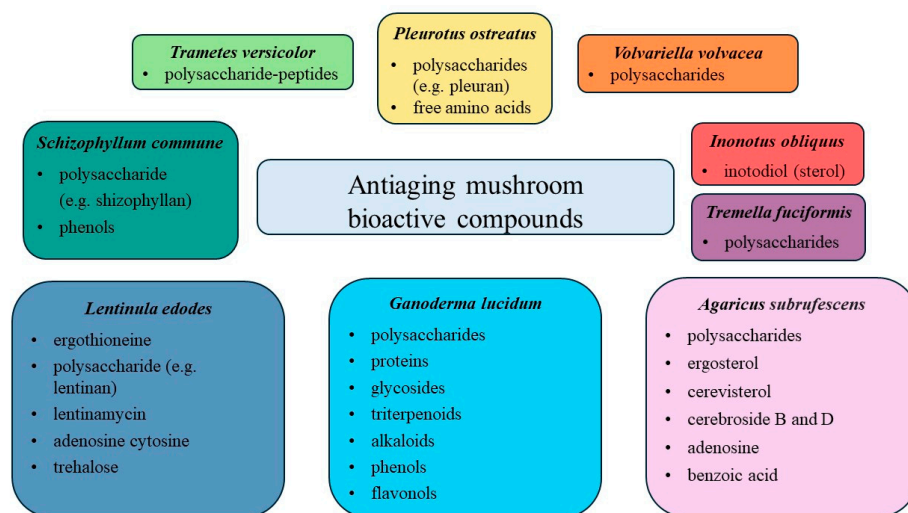 Trametes versicolor
• polysaccharide-peptides
Pleurotus ostreatus
• polysaccharides
(e.g. pleuran)
• free amino acids
Volvariella volvacea
• polysaccharides
Schizophyllum commune
• polysaccharide
(e.g. shizophyllan)
• phenols
Antiaging mushroom
bioactive compounds
Inonotus obliquus
• inotodiol (sterol)
Tremella fuciformis
• polysaccharides
Lentinula edodes
• ergothioneine
• polysaccharide (e.g.
lentinan)
• lentinamycin
• adenosine cytosine
• trehalose
Ganoderma lucidum
• polysaccharides
• proteins
• glycosides
• triterpenoids
• alkaloids
• phenols
• flavonols
Agaricus subrufescens
• polysaccharides
• ergosterol
• cerevisterol
• cerebroside B and D
• adenosine
• benzoic acid